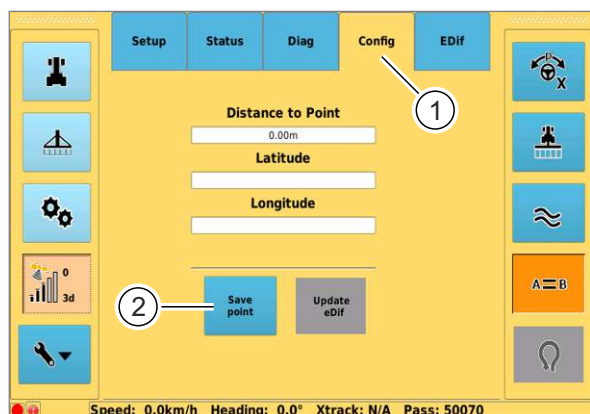 Setup Status Diag Config EDif
1
Distance to Point
0.00m
Latitude
Longitude
0
3d
2
Save
point
Update
eDif
P
X
A=B
Speed: 0.0km/h Heading: 0.0° Xtrack: N/A Pass: 50070